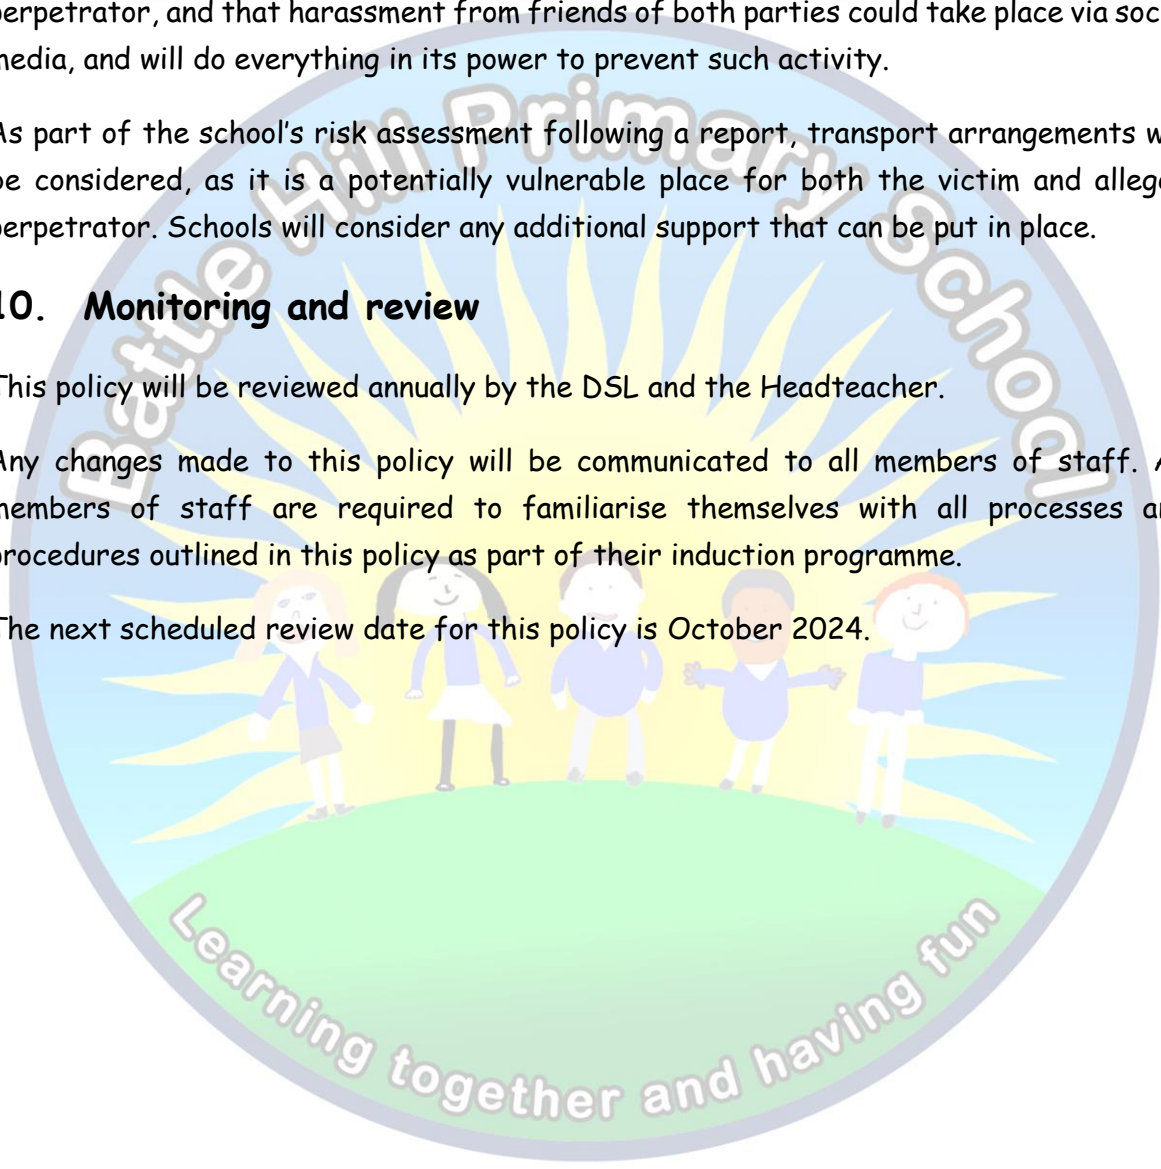 perpetrator, and that harassment from friends of both parties could take place via soc
media, and will do everything in its power to prevent such activity.
As part of the school's risk assessment following a report, transport arrangements w
be considered, as it is a potentially vulnerable place for both the victim and allege
perpetrator. Schools will consider any additional support that can be put in place.
10. Monitoring and review
This policy will be reviewed annually by the DSL and the Headteacher.
Any changes made to this policy will be communicated to all members of staff. A
members of staff are required to familiarise themselves with all processes an
procedures outlined in this policy as part of their induction programme.
The next scheduled review date for this policy is October 2024.
Battle Hill Primary School
Learning together and having fun